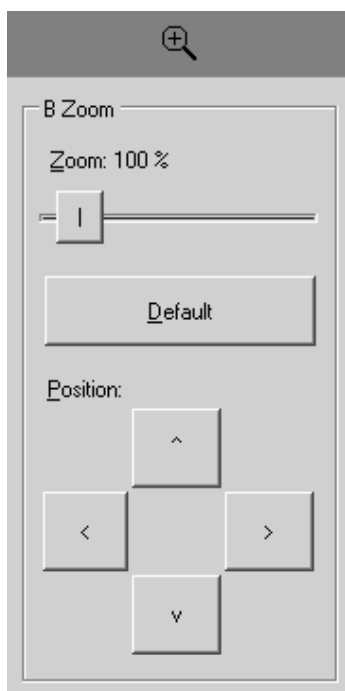 B Zoom
Zoom: 100 %
Default
Position:
^
< >
v